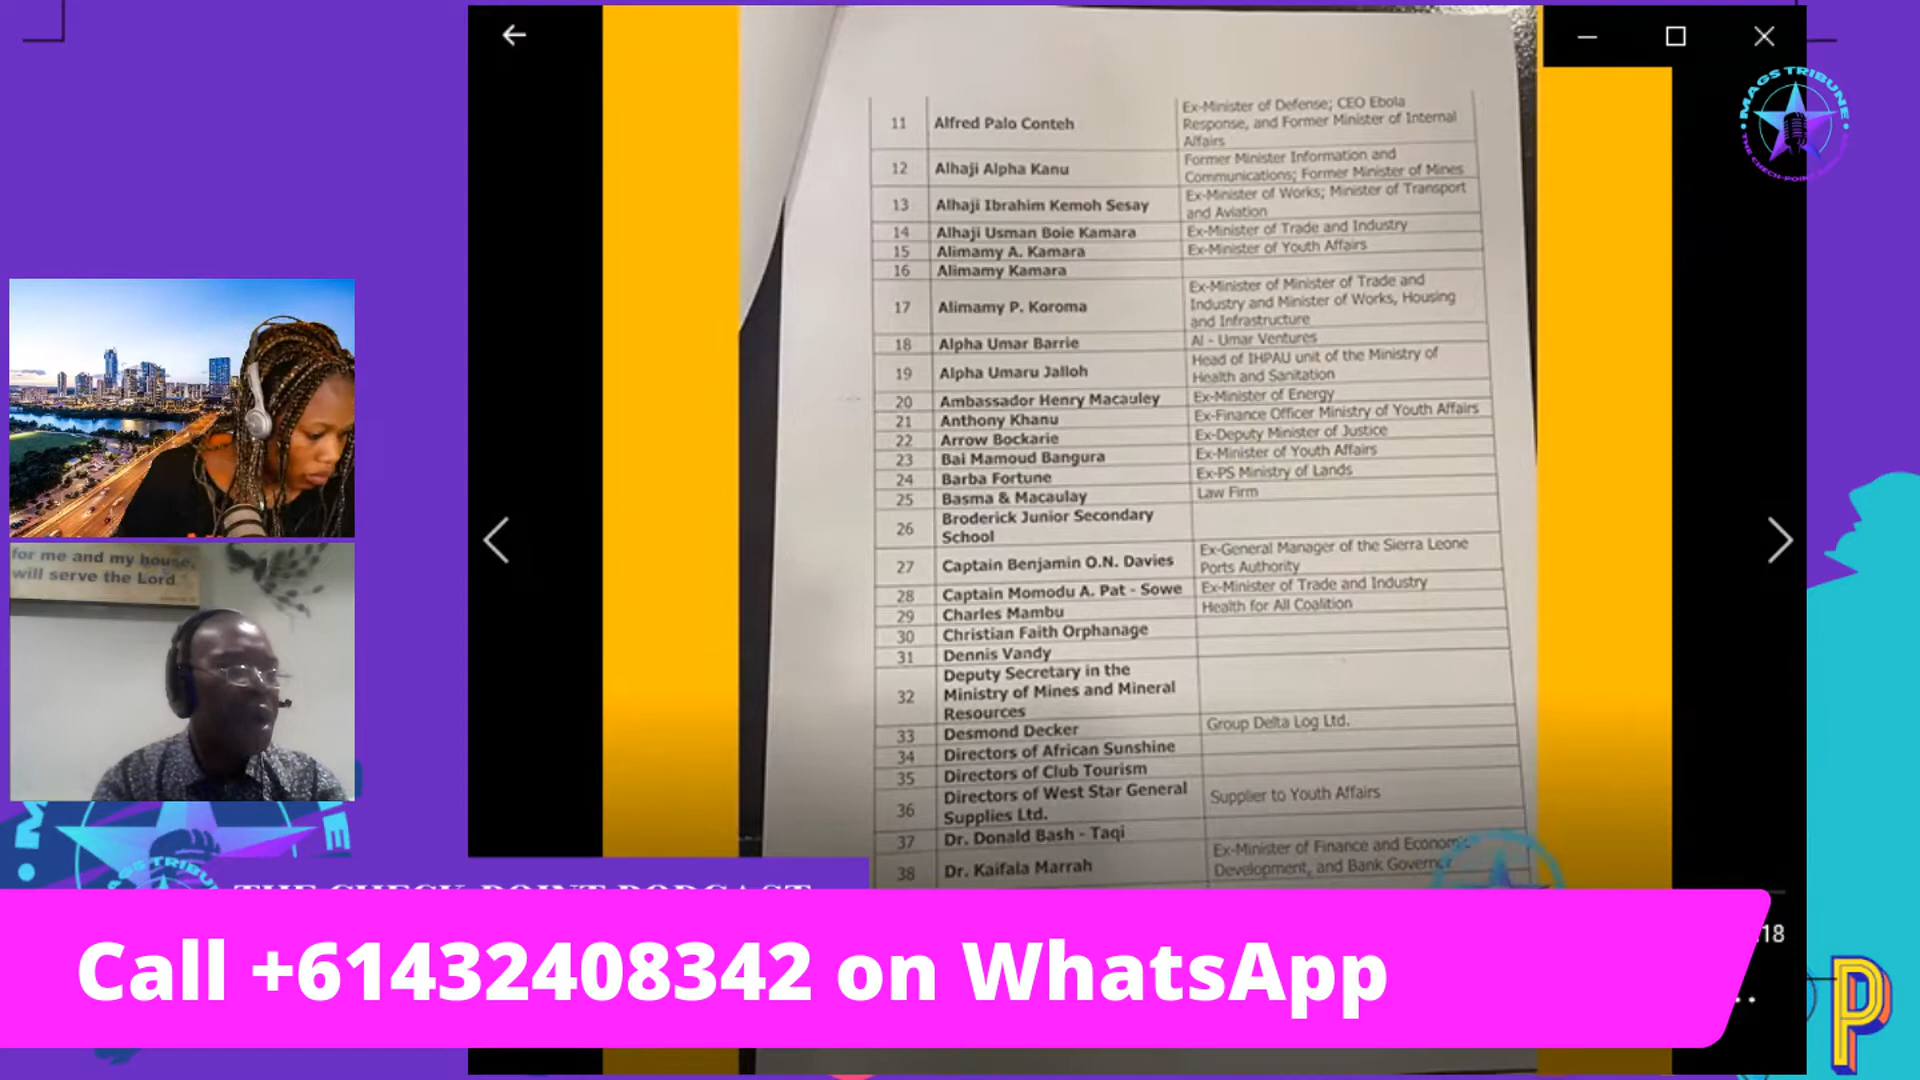 MAGS TRIBUNE
11 Alfred Palo Conteh Ex-Minister of Defense; CEO Ebola
Response, and Former Minister of Internal
Affairs
12 Alhaji Alpha Kanu Former Minister Information and
Communications; Former Minister of Mines
13 Alhaji Ibrahim Kemoh Sesay Ex-Minister of Works; Minister of Transport
and Aviation
14 Alhaji Usman Boie Kamara Ex-Minister of Trade and Industry
15 Alimamy A. Kamara Ex-Minister of Youth Affairs
16 Alimamy Kamara
17 Alimamy P. Koroma Ex-Minister of Minister of Trade and
Industry and Minister of Works, Housing
and Infrastructure
18 Alpha Umar Barrie Al - Umar Ventures
19 Alpha Umaru Jalloh Head of IHPAU unit of the Ministry of
Health and Sanitation
20 Ambassador Henry Macauley Ex-Minister of Energy
21 Anthony Khanu Ex-Finance Officer Ministry of Youth Affairs
22 Arrow Bockarie Ex-Deputy Minister of Justice
23 Bai Mamoud Bangura Ex-Minister of Youth Affairs
24 Barba Fortune Ex-PS Ministry of Lands
25 Basma & Macaulay Law Firm
26 Broderick Junior Secondary
School
27 Captain Benjamin O.N. Davies Ex-General Manager of the Sierra Leone
Ports Authority
28 Captain Momodu A. Pat - Sowe Ex-Minister of Trade and Industry
29 Charles Mambu Health for All Coalition
30 Christian Faith Orphanage
31 Dennis Vandy
32 Deputy Secretary in the
Ministry of Mines and Mineral
Resources
33 Desmond Decker Group Delta Log Ltd.
34 Directors of African Sunshine
35 Directors of Club Tourism
36 Directors of West Star General
Supplies Ltd. Supplier to Youth Affairs
37 Dr. Donald Bash - Taqi
38 Dr. Kaifala Marrah Ex-Minister of Finance and Economic
Development, and Bank Governor
for me and my house,
will serve the Lord
THE CHECK POINT PODCAST
Call +61432408342 on WhatsApp
18
P